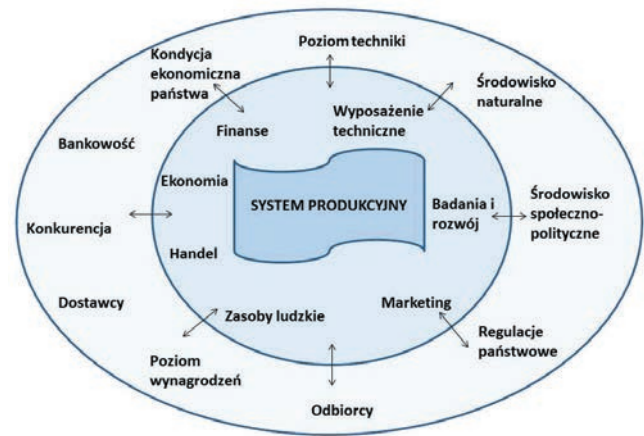 Poziom techniki
Kondycja
ekonomiczna
państwa
Środowisko
naturalne
Finanse
Wyposażenie
techniczne
Bankowość
Ekonomia
SYSTEM PRODUKCYJNY
Badania i
rozwój
Środowisko
społeczno-
polityczne
Konkurencja
Handel
Dostawcy
Zasoby ludzkie
Marketing
Regulacje
państwowe
Poziom
wynagrodzeń
Odbiorcy